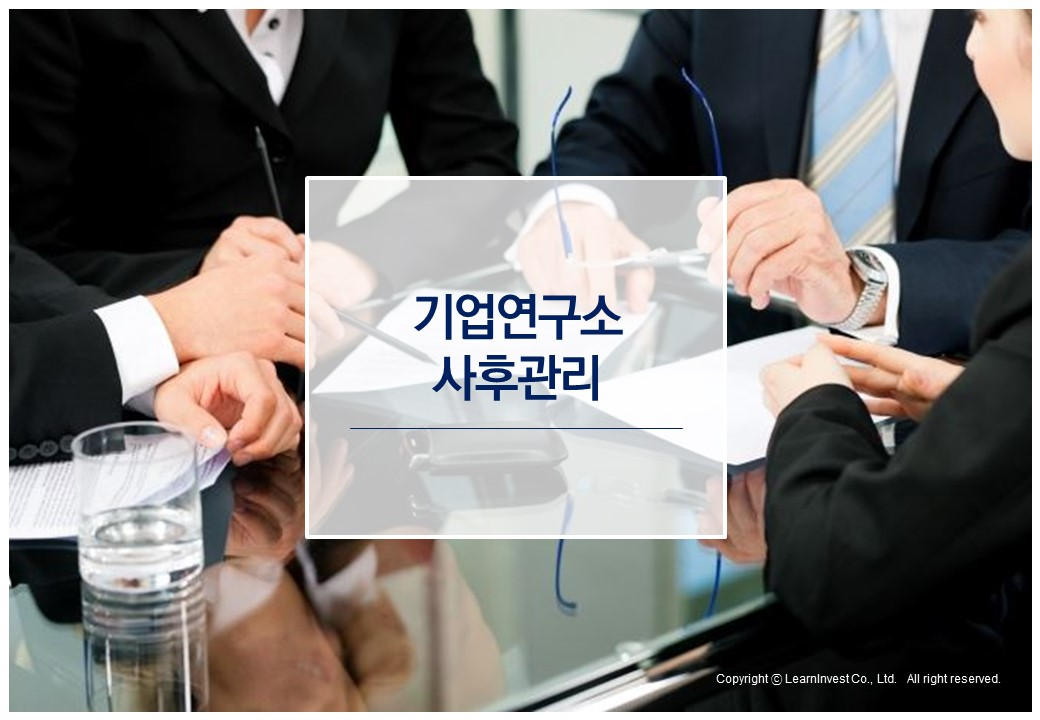 기업연구소
사후관리
Copyright ⓒ LearnInvest Co., Ltd. All right reserved.